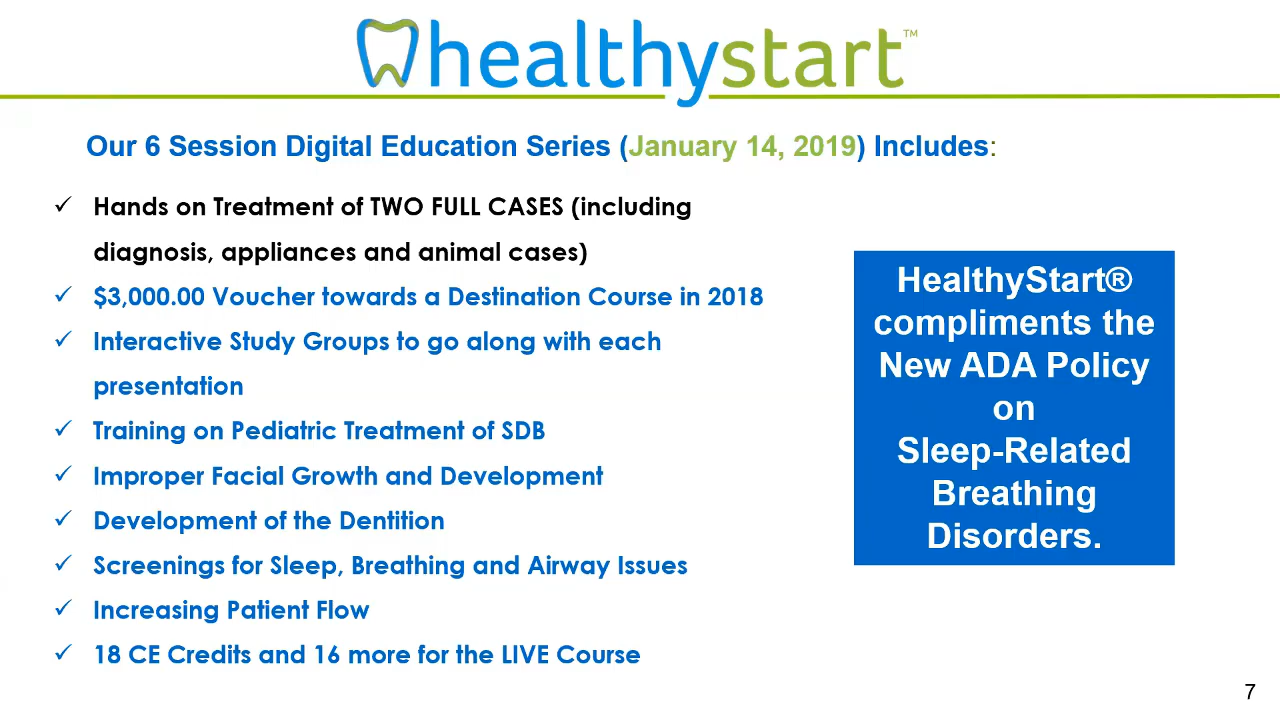 healthystart™
Our 6 Session Digital Education Series (January 14, 2019) Includes:
✓ Hands on Treatment of TWO FULL CASES (including
diagnosis, appliances and animal cases)
✓ $3,000.00 Voucher towards a Destination Course in 2018
✓ Interactive Study Groups to go along with each
presentation
✓ Training on Pediatric Treatment of SDB
✓ Improper Facial Growth and Development
✓ Development of the Dentition
✓ Screenings for Sleep, Breathing and Airway Issues
✓ Increasing Patient Flow
✓ 18 CE Credits and 16 more for the LIVE Course
HealthyStart®
compliments the
New ADA Policy
on
Sleep-Related
Breathing
Disorders.
7